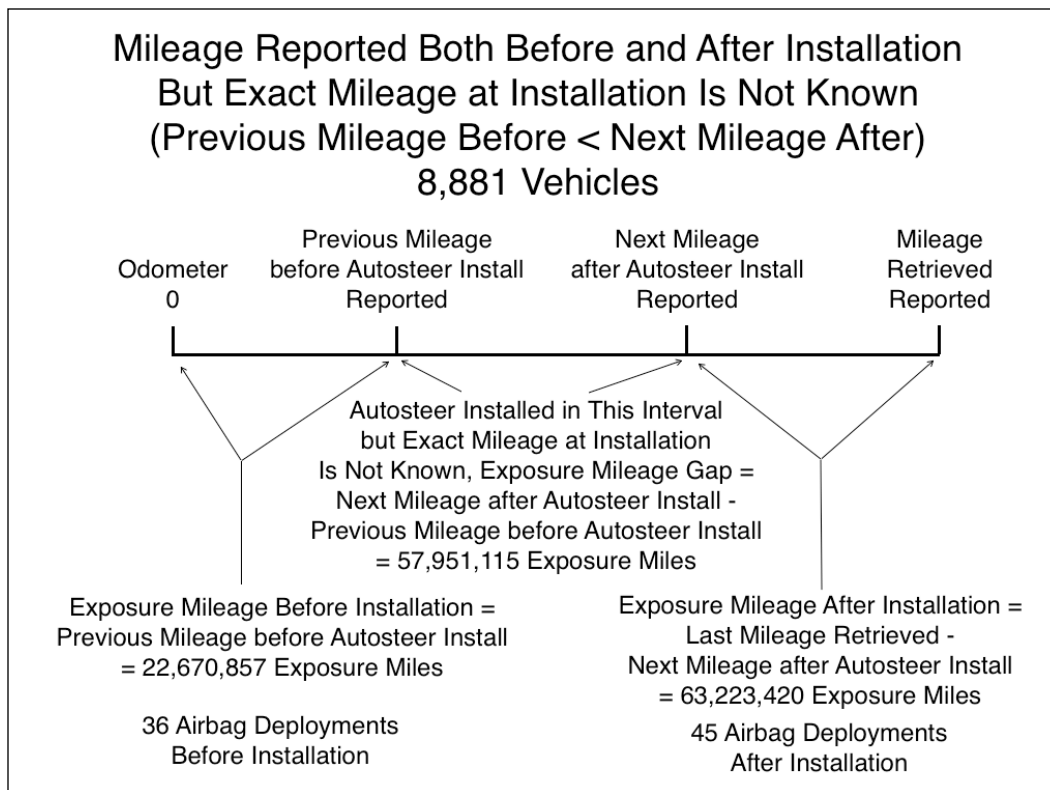 Mileage Reported Both Before and After Installation
But Exact Mileage at Installation Is Not Known
(Previous Mileage Before < Next Mileage After)
8,881 Vehicles
Odometer
0
Previous Mileage
before Autosteer Install
Reported
Next Mileage
after Autosteer Install
Reported
Mileage
Retrieved
Reported
Autosteer Installed in This Interval
but Exact Mileage at Installation
Is Not Known, Exposure Mileage Gap =
Next Mileage after Autosteer Install -
Previous Mileage before Autosteer Install
= 57,951,115 Exposure Miles
Exposure Mileage Before Installation =
Previous Mileage before Autosteer Install
= 22,670,857 Exposure Miles
36 Airbag Deployments
Before Installation
Exposure Mileage After Installation =
Last Mileage Retrieved -
Next Mileage after Autosteer Install
= 63,223,420 Exposure Miles
45 Airbag Deployments
After Installation